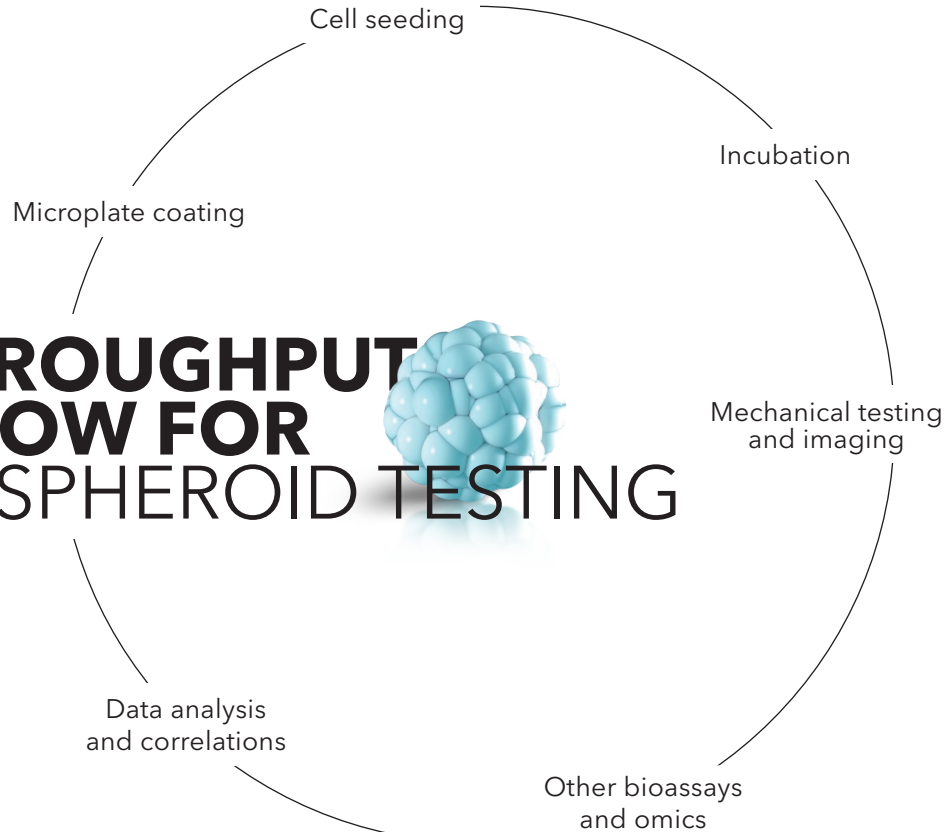 Cell seeding
Incubation
Microplate coating
ROUGHPUT
OW FOR
SPHEROID TESTING
Mechanical testing
and imaging
Data analysis
and correlations
Other bioassays
and omics